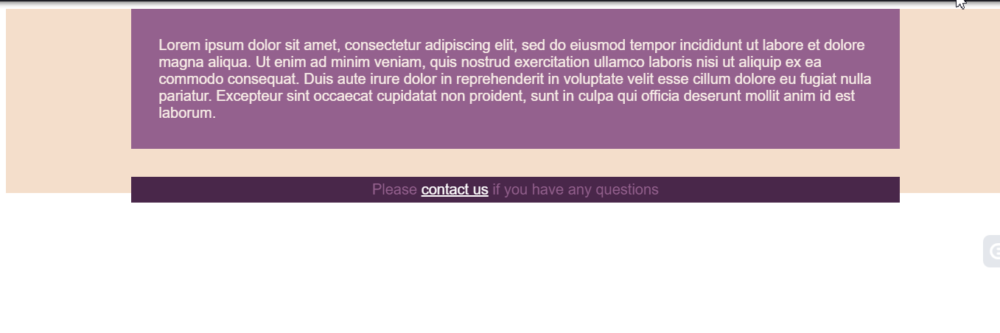 Lorem ipsum dolor sit amet, consectetur adipiscing elit, sed do eiusmod tempor incididunt ut labore et dolore
magna aliqua. Ut enim ad minim veniam, quis nostrud exercitation ullamco laboris nisi ut aliquip ex ea
commodo consequat. Duis aute irure dolor in reprehenderit in voluptate velit esse cillum dolore eu fugiat nulla
pariatur. Excepteur sint occaecat cupidatat non proident, sunt in culpa qui officia deserunt mollit anim id est
laborum.
Please contact us if you have any questions